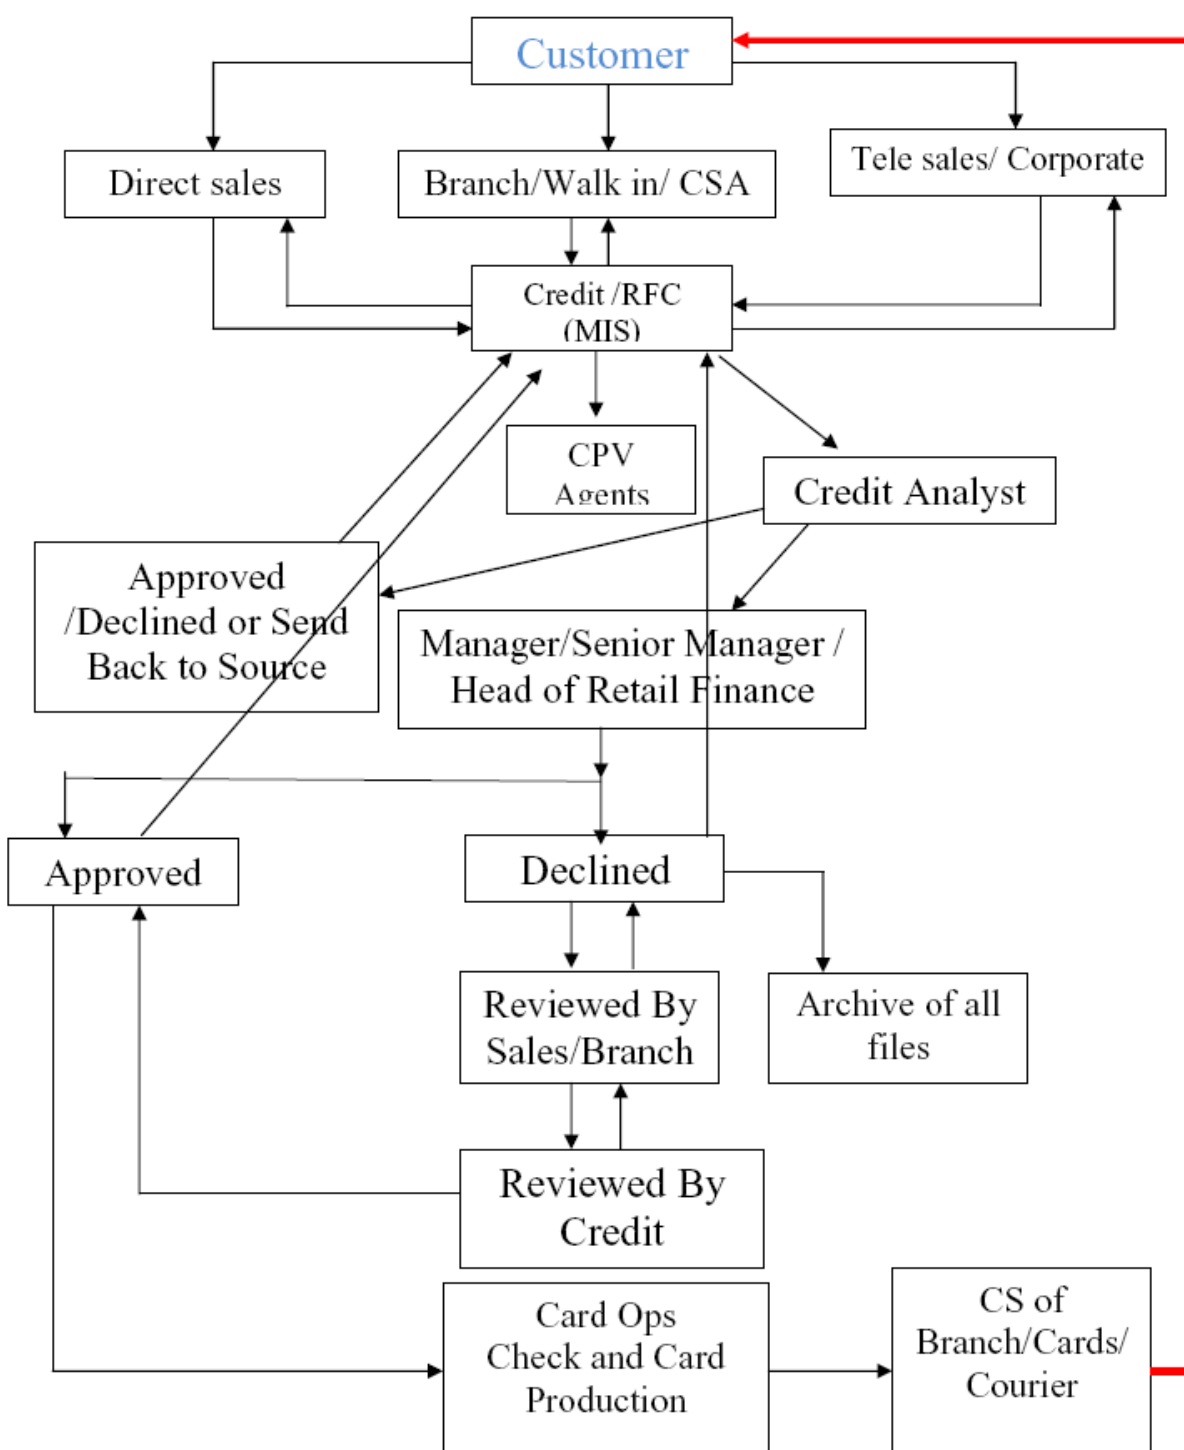 Customer
Direct sales
Branch/Walk in/ CSA
Tele sales/ Corporate
Credit /RFC
(MIS)
CPV
Agents
Credit Analyst
Approved
/Declined or Send
Back to Source
Manager/Senior Manager /
Head of Retail Finance
Approved
Declined
Reviewed By
Sales/Branch
Archive of all
files
Reviewed By
Credit
Card Ops
Check and Card
Production
CS of
Branch/Cards/
Courier